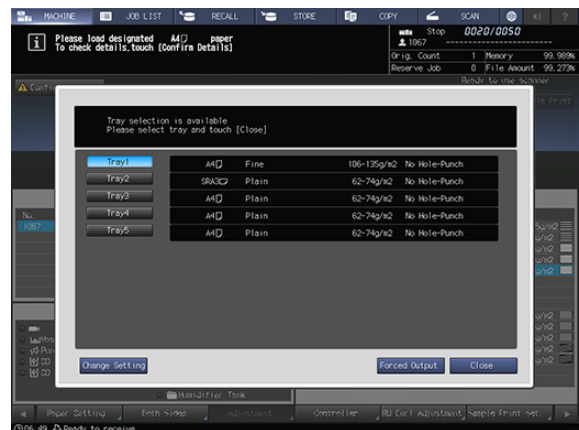 MACHINE JOB LIST RECALL STORE COPY SCAN
Please load designated A4 paper
To check details,touch [Confirm Details]
Stop 0020/0050
1067
Orig. Count 1 Memory 99.989%
Reserve Job 0 File Amount 99.273%
Ready to use scanner
Tray selection is available
Please select tray and touch [Close]
Tray1 A4 Fine 106-135g/m2 No Hole-Punch
Tray2 SRA3 Plain 62-74g/m2 No Hole-Punch
Tray3 A4 Plain 62-74g/m2 No Hole-Punch
Tray4 A4 Plain 62-74g/m2 No Hole-Punch
Tray5 A4 Plain 62-74g/m2 No Hole-Punch
No.
1067
Change Setting Forced Output Close
Humidifier Tank
Paper Setting Both Sides Adjustment Controller RU Curl Adjustment Sample Print Set.
06:49 Ready to receive